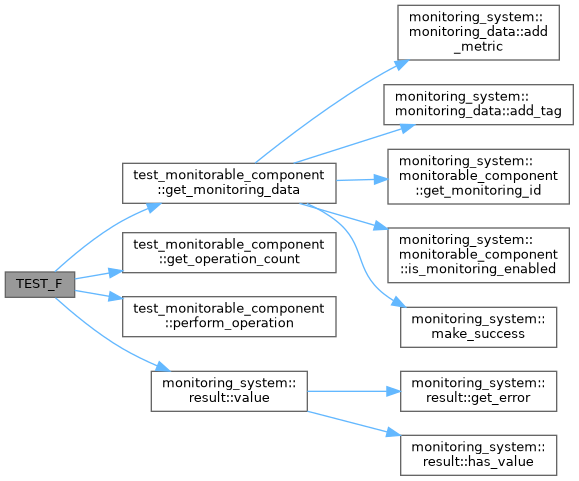 monitoring_system::
monitoring_data::add
_metric
monitoring_system::
monitoring_data::add_tag
test_monitorable_component
::get_monitoring_data
monitoring_system::
monitorable_component
::get_monitoring_id
test_monitorable_component
::get_operation_count
monitoring_system::
monitorable_component
::is_monitoring_enabled
TEST_F
test_monitorable_component
::perform_operation
monitoring_system::
make_success
monitoring_system::
result::value
monitoring_system::
result::get_error
monitoring_system::
result::has_value